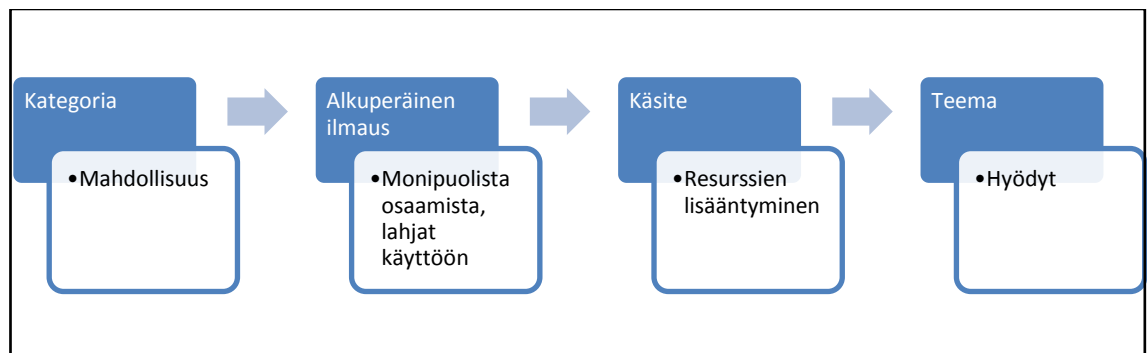 Kategoria
•Mahdollisuus
Alkuperäinen
ilmaus
•Monipuolista
osaamista,
lahjat
käyttöön
Käsite
•Resurssien
lisääntyminen
Teema
•Hyödyt